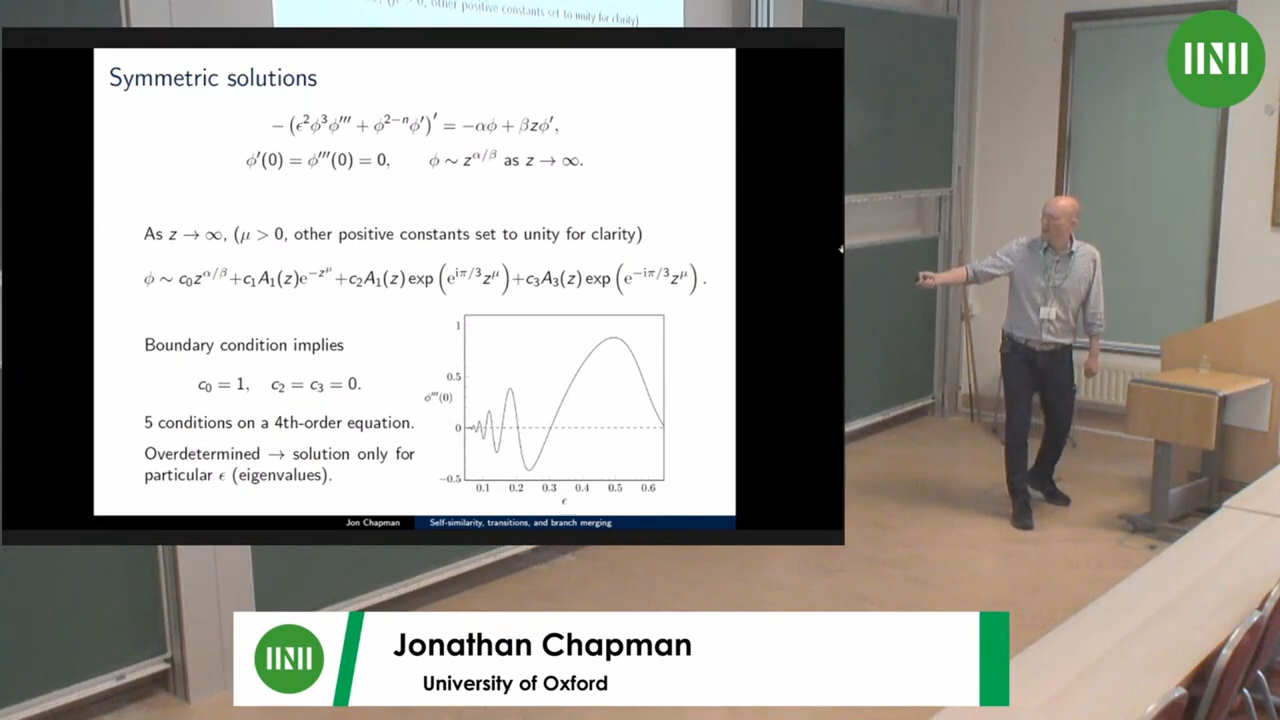 , other positive constants set to unity for clarity)
Symmetric solutions
− (ϵ²ϕ³ϕ′′′ + ϕ²⁻ⁿϕ′)′ = −αϕ + βzϕ′,
ϕ′(0) = ϕ′′′(0) = 0, ϕ ∼ z^{α/β} as z → ∞.
As z → ∞, (μ > 0, other positive constants set to unity for clarity)
ϕ ∼ c₀z^{α/β}+c₁A₁(z)e^{−z^μ}+c₂A₁(z) exp(e^{iπ/3}z^μ)+c₃A₃(z) exp(e^{−iπ/3}z^μ).
Boundary condition implies
c₀ = 1, c₂ = c₃ = 0.
5 conditions on a 4th-order equation.
Overdetermined → solution only for
particular ϵ (eigenvalues).
1
0.5
ϕ′′′(0)
0
−0.5
0.1 0.2 0.3 0.4 0.5 0.6
ϵ
Jon Chapman Self-similarity, transitions, and branch merging
Jonathan Chapman
University of Oxford